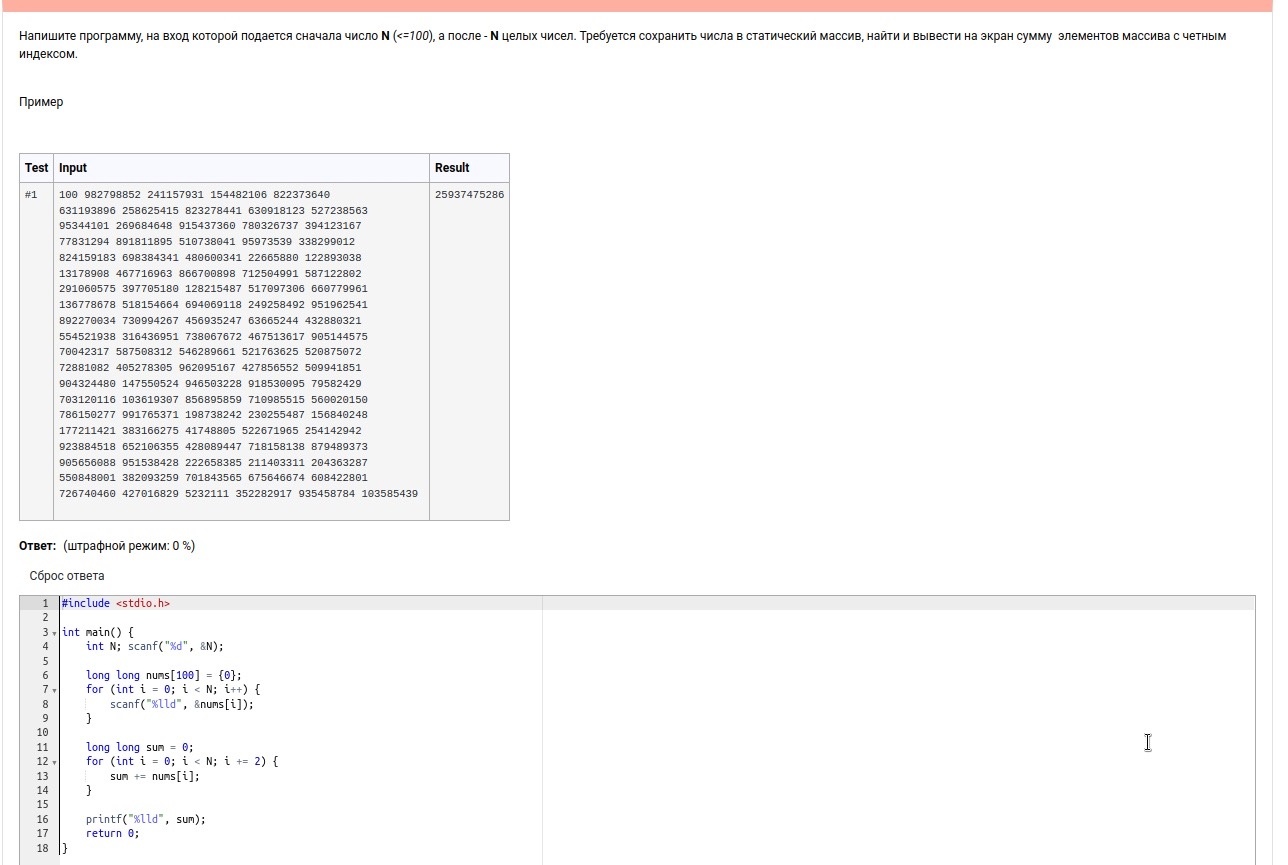 Напишите программу, на вход которой подается сначала число N (<=100), а после - N целых чисел. Требуется сохранить числа в статический массив, найти и вывести на экран сумму элементов массива с четным
индексом.
Пример
Test Input Result
#1 100 982798852 241157931 154482106 822373640 25937475286
631193896 258625415 823278441 630918123 527238563
95344101 269684648 915437360 780326737 394123167
77831294 891811895 510738041 95973539 338299012
824159183 698384341 480600341 22665880 122893038
13178908 467716963 866700898 712504991 587122802
291060575 397705180 128215487 517097306 660779961
136778678 518154664 694069118 249258492 951962541
892270034 730994267 456935247 63665244 432880321
554521938 316436951 738067672 467513617 905144575
70042317 587508312 546289661 521763625 520875072
72881082 405278305 962095167 427856552 509941851
904324480 147550524 946503228 918530095 79582429
703120116 103619307 856895859 710985515 560020150
786150277 991765371 198738242 230255487 156840248
177211421 383166275 41748805 522671965 254142942
923884518 652106355 428089447 718158138 879489373
905656088 951538428 222658385 211403311 204363287
550848001 382093259 701843565 675646674 608422801
726740460 427016829 5232111 352282917 935458784 103585439
Ответ: (штрафной режим: 0 %)
Сброс ответа
1 #include <stdio.h>
2
3 int main() {
4 int N; scanf("%d", &N);
5
6 long long nums[100] = {0};
7 for (int i = 0; i < N; i++) {
8 scanf("%lld", &nums[i]);
9 }
10
11 long long sum = 0;
12 for (int i = 0; i < N; i += 2) {
13 sum += nums[i];
14 }
15
16 printf("%lld", sum);
17 return 0;
18 }